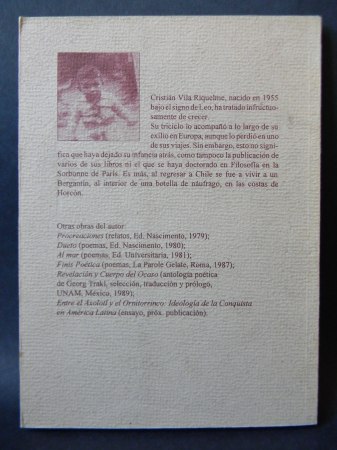 Cristián Vila Riquelme, nacido en 1955
bajo el signo de Leo, ha tratado infructuo-
samente de crecer.
Su triciclo lo acompañó a lo largo de su
exilio en Europa, aunque lo perdió en uno
de sus viajes. Sin embargo, esto no signi-
fica que haya dejado su infancia atrás, como tampoco la publicación de
varios de sus libros ni el que se haya doctorado en Filosofía en la
Sorbonne de París. Es más, al regresar a Chile se fue a vivir a un
Bergantín, al interior de una botella de náufrago, en las costas de
Horcón.
Otras obras del autor
Procreaciones (relatos, Ed. Nascimento, 1979);
Dueto (poemas, Ed. Nascimento, 1980);
Al mar (poemas, Ed. Universitaria, 1981);
Finis Poética (poemas, La Parole Gelate, Roma, 1987);
Revelación y Cuerpo del Ocaso (antología poética
de Georg Trakl, selección, traducción y prólogo,
UNAM, México, 1989);
Entre el Axolotl y el Ornitorrinco: Ideología de la Conquista
en América Latina (ensayo, próx. publicación).